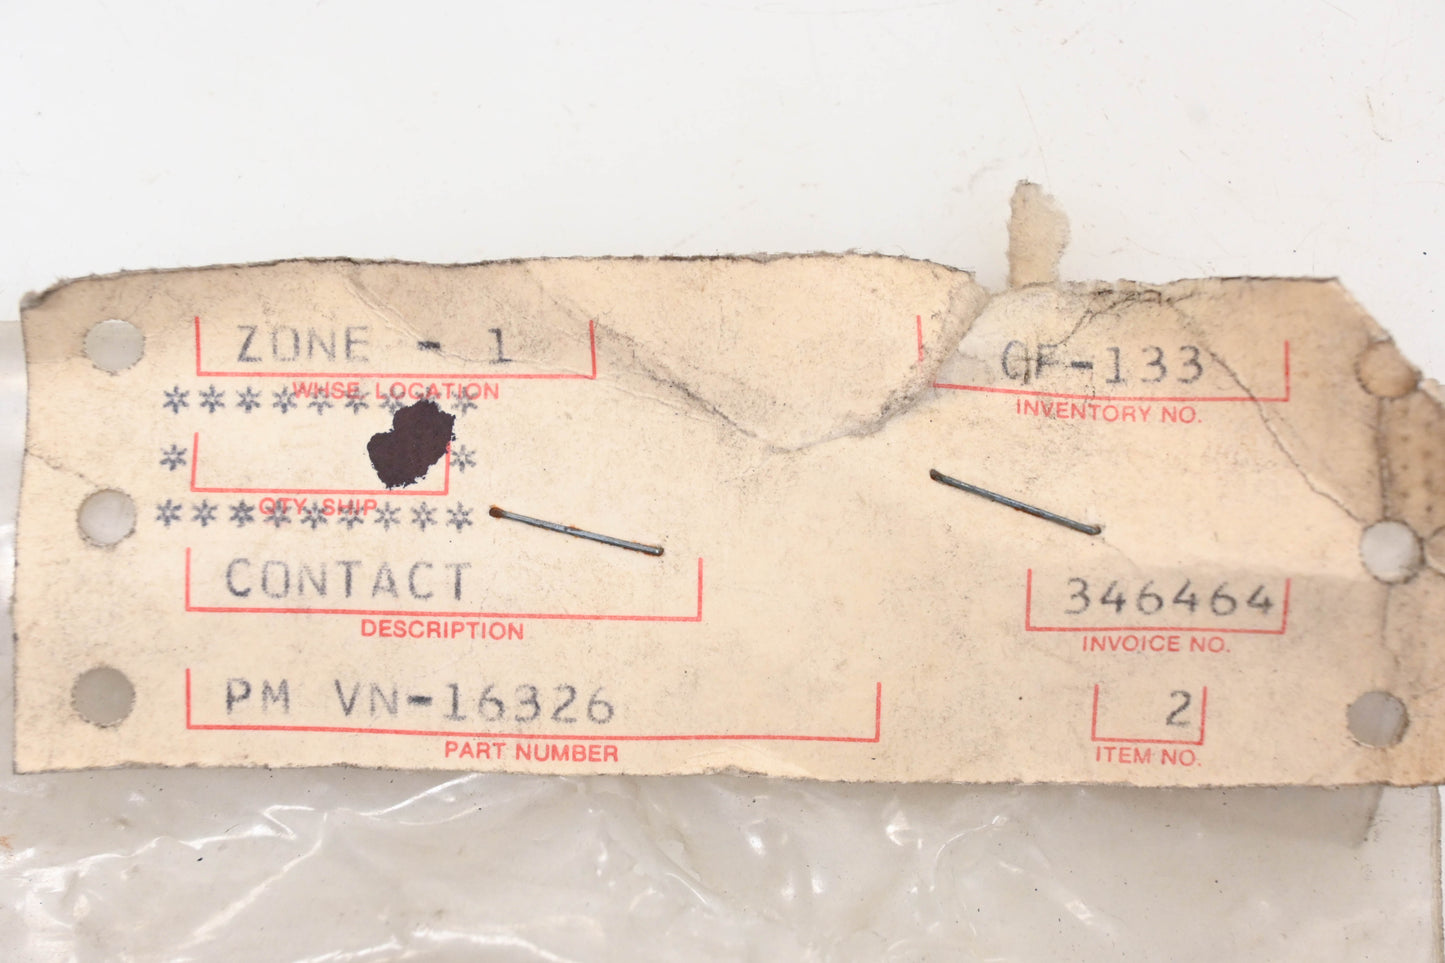 ZONE - 1
WHSE LOCATION
*********
* *
QTY. SHIP
*********
CONTACT
DESCRIPTION
PM VN-16326
PART NUMBER
-133
INVENTORY NO.
346464
INVOICE NO.
2
ITEM NO.